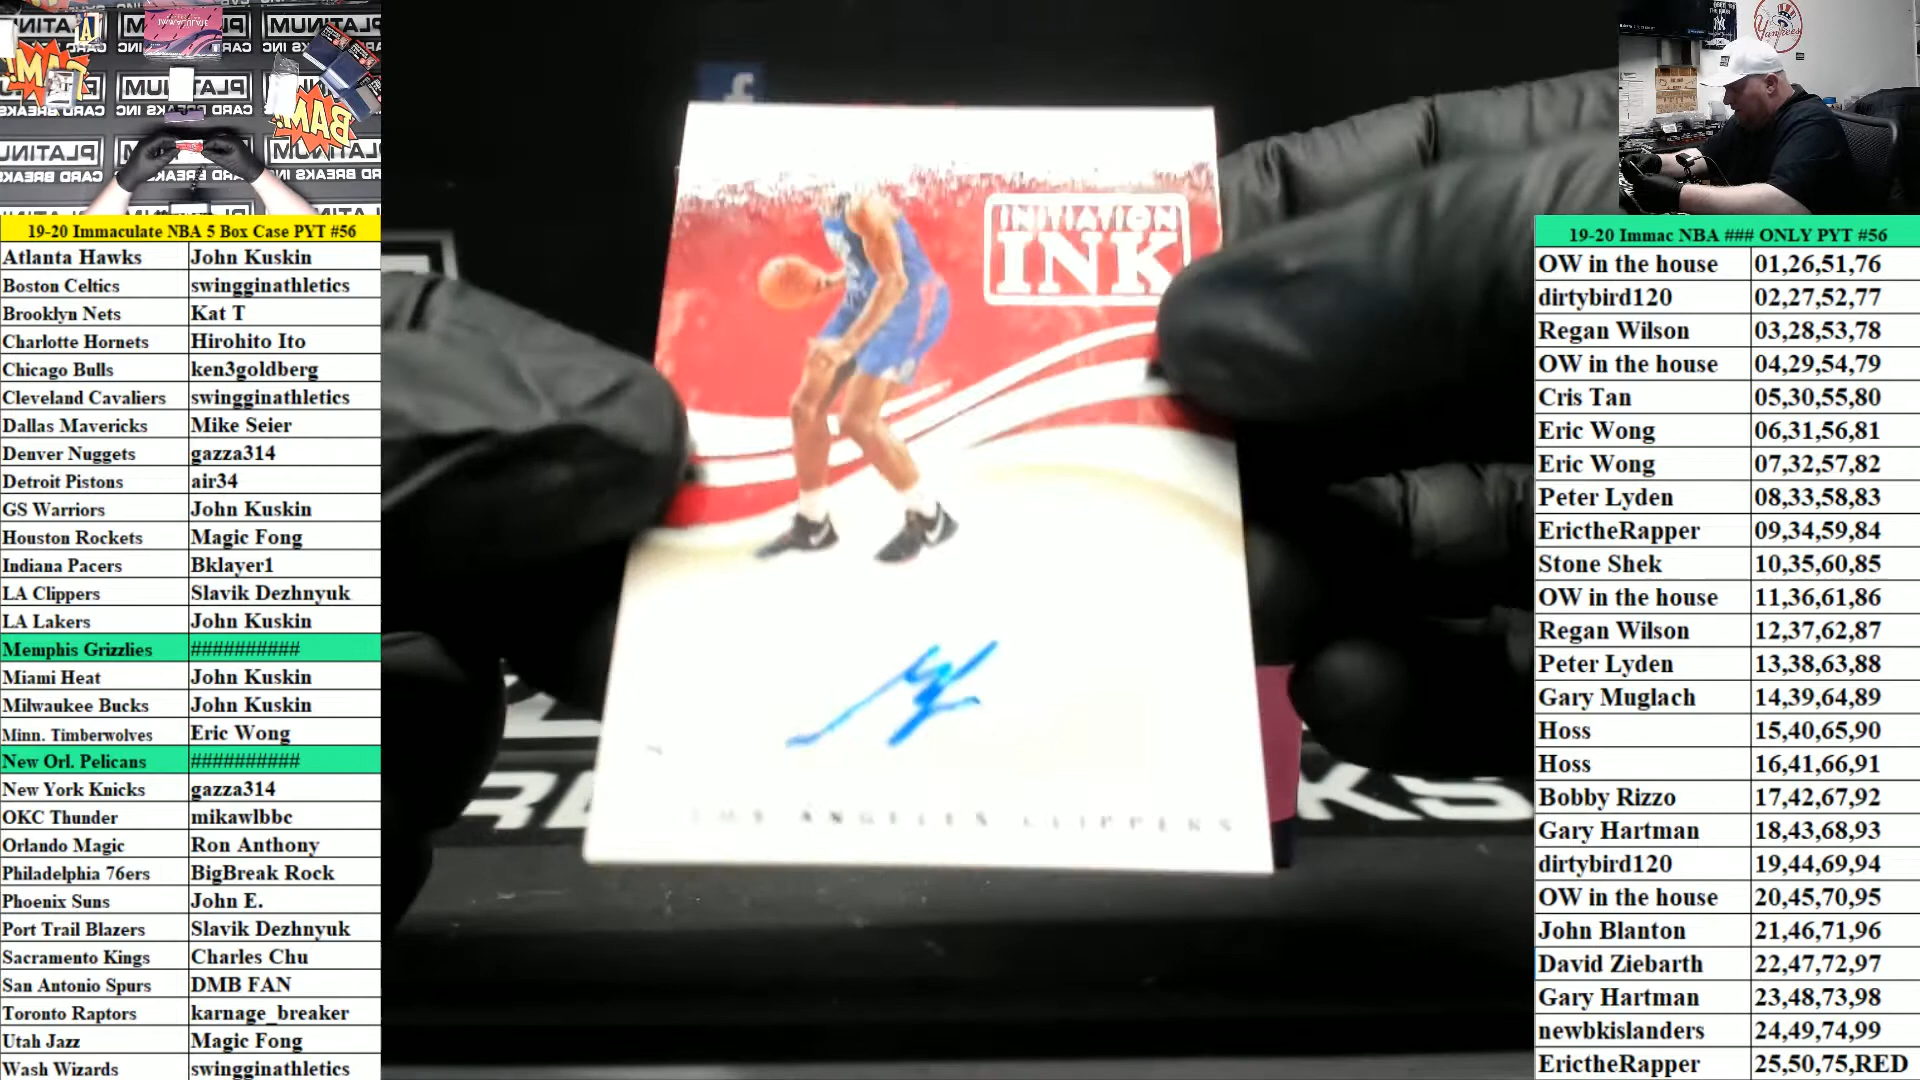 19-20 Immaculate NBA 5 Box Case PYT #56
Atlanta Hawks John Kuskin
Boston Celtics swingginathletics
Brooklyn Nets Kat T
Charlotte Hornets Hirohito Ito
Chicago Bulls ken3goldberg
Cleveland Cavaliers swingginathletics
Dallas Mavericks Mike Seier
Denver Nuggets gazza314
Detroit Pistons air34
GS Warriors John Kuskin
Houston Rockets Magic Fong
Indiana Pacers Bklayer1
LA Clippers Slavik Dezhnyuk
LA Lakers John Kuskin
Memphis Grizzlies ##########
Miami Heat John Kuskin
Milwaukee Bucks John Kuskin
Minn. Timberwolves Eric Wong
New Orl. Pelicans ##########
New York Knicks gazza314
OKC Thunder mikawlbbc
Orlando Magic Ron Anthony
Philadelphia 76ers BigBreak Rock
Phoenix Suns John E.
Port Trail Blazers Slavik Dezhnyuk
Sacramento Kings Charles Chu
San Antonio Spurs DMB FAN
Toronto Raptors karnage_breaker
Utah Jazz Magic Fong
Wash Wizards swingginathletics
INITIATION
INK
LOS ANGELES CLIPPERS
19-20 Immac NBA ### ONLY PYT #56
OW in the house 01,26,51,76
dirtybird120 02,27,52,77
Regan Wilson 03,28,53,78
OW in the house 04,29,54,79
Cris Tan 05,30,55,80
Eric Wong 06,31,56,81
Eric Wong 07,32,57,82
Peter Lyden 08,33,58,83
ErictheRapper 09,34,59,84
Stone Shek 10,35,60,85
OW in the house 11,36,61,86
Regan Wilson 12,37,62,87
Peter Lyden 13,38,63,88
Gary Muglach 14,39,64,89
Hoss 15,40,65,90
Hoss 16,41,66,91
Bobby Rizzo 17,42,67,92
Gary Hartman 18,43,68,93
dirtybird120 19,44,69,94
OW in the house 20,45,70,95
John Blanton 21,46,71,96
David Ziebarth 22,47,72,97
Gary Hartman 23,48,73,98
newbkislanders 24,49,74,99
ErictheRapper 25,50,75,RED
PLATINUM
CARD BREAKS INC
BAM!
Yankees